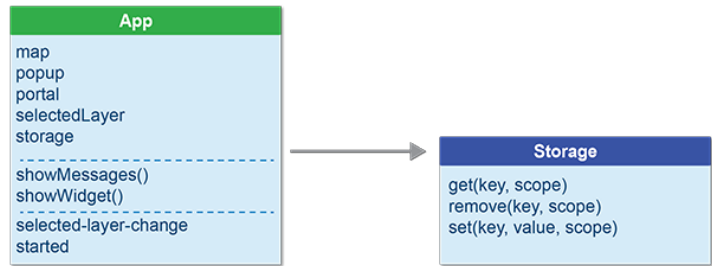 App
map
popup
portal
selectedLayer
storage
showMessages()
showWidget()
selected-layer-change
started
Storage
get(key, scope)
remove(key, scope)
set(key, value, scope)